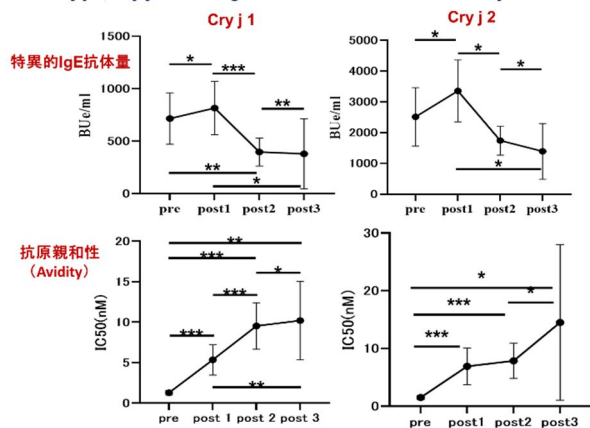 Cry j 1
Cry j 2
特異的IgE抗体量
BUe/ml
1500
1000
500
0
*
***
**
**
*
pre
post1
post2
post3
5000
4000
3000
2000
1000
0
*
*
*
*
pre
post1
post2
post3
抗原親和性
（Avidity）
IC50(nM)
20
15
10
5
0
**
***
*
***
***
**
pre
post 1
post 2
post 3
IC50(nM)
30
20
10
0
*
***
*
***
pre
post1
post2
post3
BUe/ml